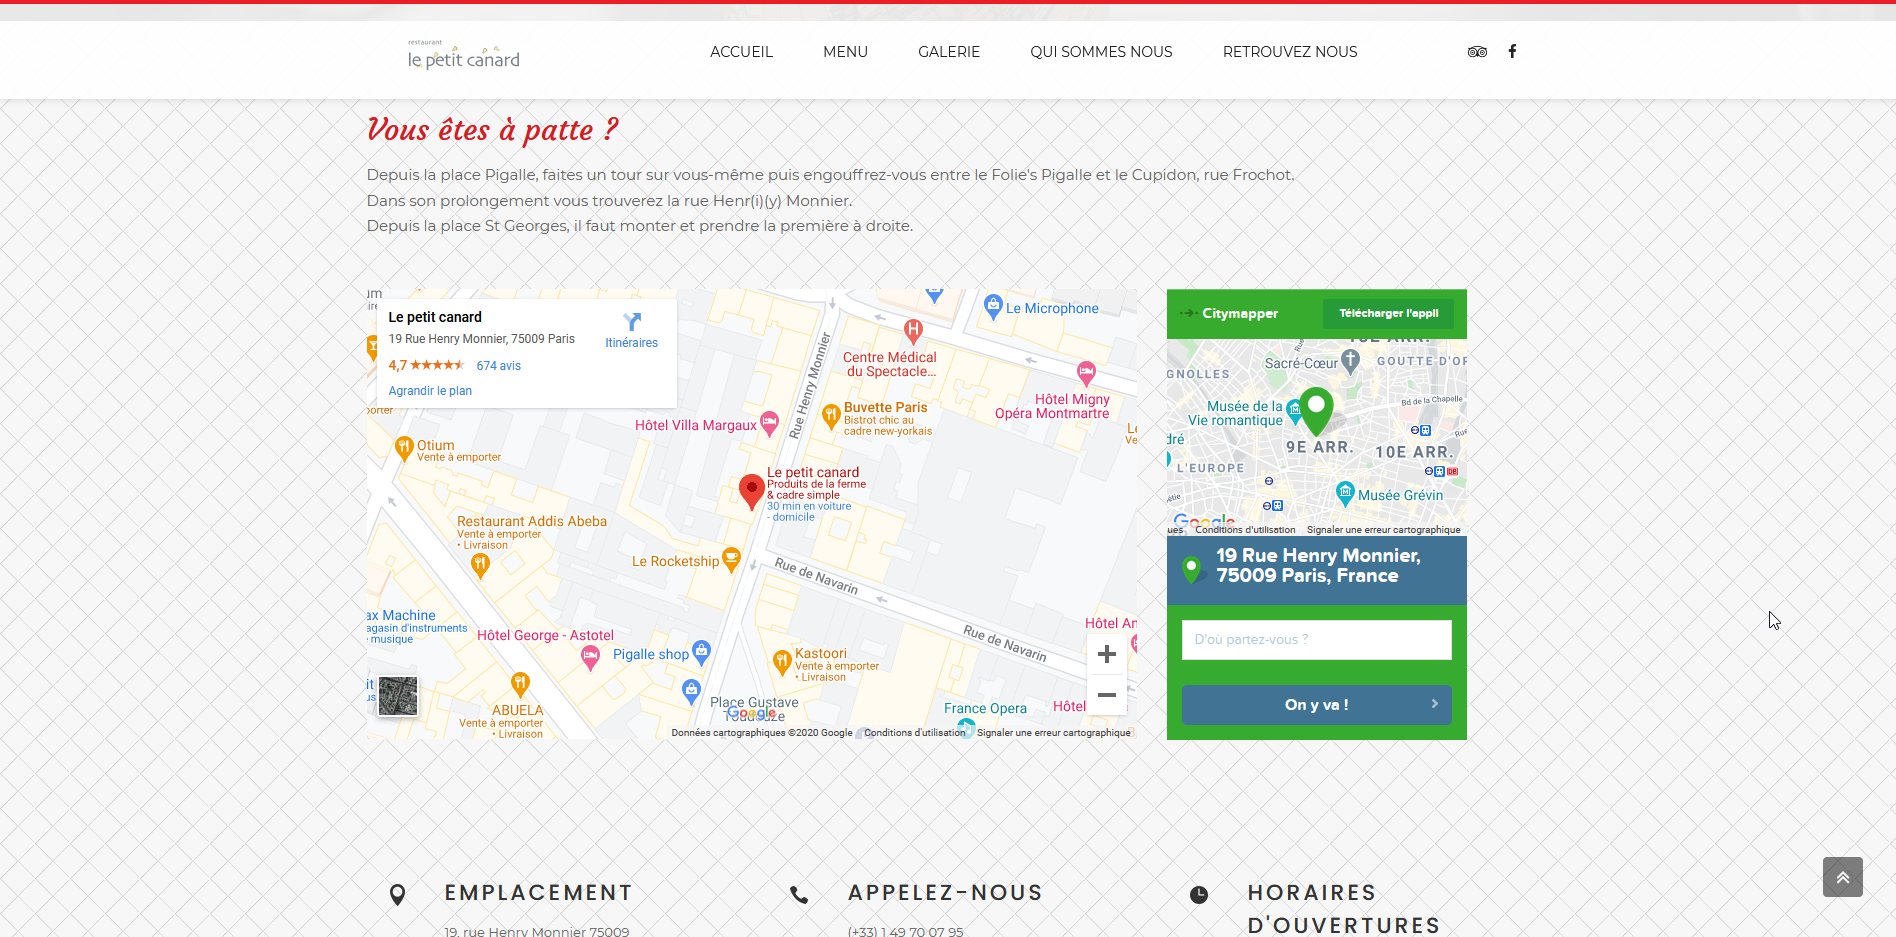 restaurant
le petit canard
ACCUEIL
MENU
GALERIE
QUI SOMMES NOUS
RETROUVEZ NOUS
Vous êtes à patte ?
Depuis la place Pigalle, faites un tour sur vous-même puis engouffrez-vous entre le Folie's Pigalle et le Cupidon, rue Frochot.
Dans son prolongement vous trouverez la rue Henr(i)(y) Monnier.
Depuis la place St Georges, il faut monter et prendre la première à droite.
Le petit canard
19 Rue Henry Monnier, 75009 Paris
4,7
674 avis
Agrandir le plan
Itinéraires
Le Microphone
Centre Médical
du Spectacle...
Rue Henry Monnier
Hôtel Migny
Opéra Montmartre
Buvette Paris
Bistrot chic au
cadre new-yorkais
Hôtel Villa Margaux
Otium
Vente à emporter
Le petit canard
Produits de la ferme
& cadre simple
30 min en voiture
- domicile
Restaurant Addis Abeba
Vente à emporter
• Livraison
Le Rocketship
Rue de Navarin
Rue de Navarin
ax Machine
agasin d'instruments
musique
Hôtel George - Astotel
Pigalle shop
Kastoori
Vente à emporter
• Livraison
Hôtel An
ABUELA
Vente à emporter
• Livraison
Place Gustave
Toudouze
Google
France Opera
Hôtel
Données cartographiques ©2020 Google
Conditions d'utilisation
Signaler une erreur cartographique
Citymapper
Télécharger l'appli
18E ARR.
Sacré-Cœur
GOUTTE D'OR
GNOLLES
Musée de la
Vie romantique
Bd de la Chapelle
9E ARR.
10E ARR.
dré
L'EUROPE
Rue
Musée Grévin
Google
ues
Conditions d'utilisation
Signaler une erreur cartographique
19 Rue Henry Monnier,
75009 Paris, France
D'où partez-vous ?
On y va !
EMPLACEMENT
19, rue Henry Monnier 75009
APPELEZ-NOUS
(+33) 1 49 70 07 95
HORAIRES
D'OUVERTURES